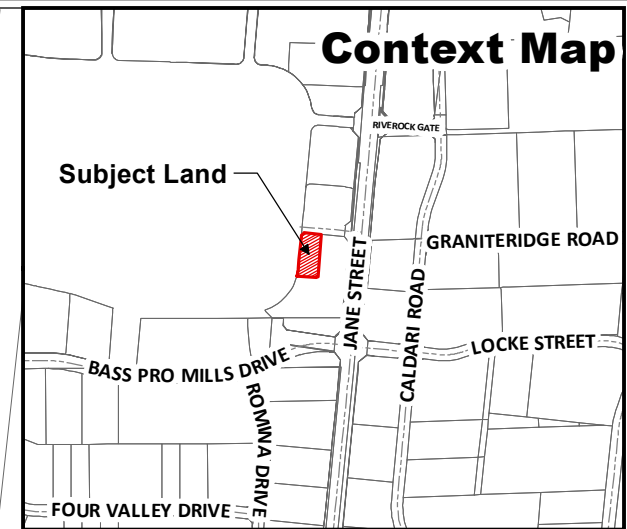 Context Map
RIVEROCK GATE
Subject Land
GRANITERIDGE ROAD
JANE STREET
CALDARI ROAD
LOCKE STREET
BASS PRO MILLS DRIVE
ROMINA DRIVE
FOUR VALLEY DRIVE